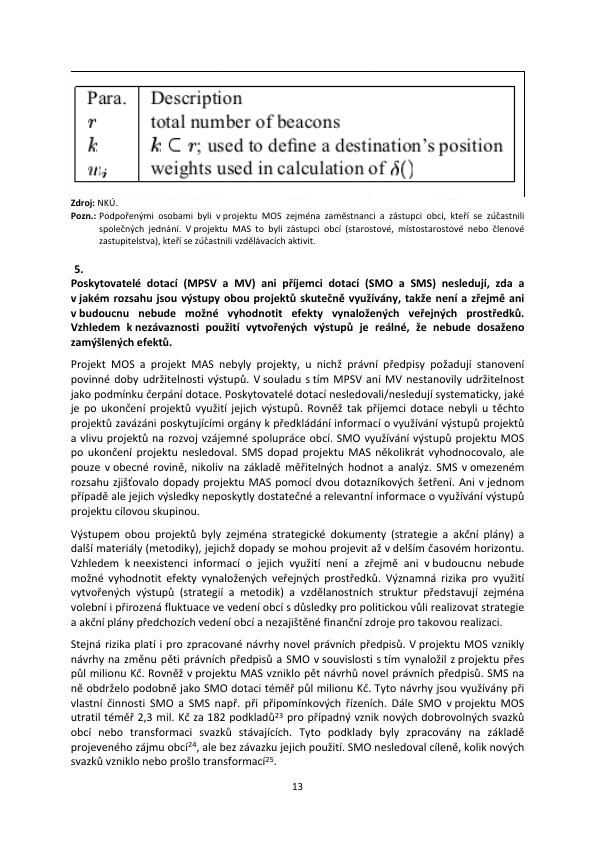 Para. Description
r total number of beacons
k k ⊂ r; used to define a destination's position
w_i weights used in calculation of δ()
Zdroj: NKÚ.
Pozn.: Podpořenými osobami byli v projektu MOS zejména zaměstnanci a zástupci obcí, kteří se zúčastnili
společných jednání. V projektu MAS to byli zástupci obcí (starostové, místostarostové nebo členové
zastupitelstva), kteří se zúčastnili vzdělávacích aktivit.
5.
Poskytovatelé dotací (MPSV a MV) ani příjemci dotací (SMO a SMS) nesledují, zda a
v jakém rozsahu jsou výstupy obou projektů skutečně využívány, takže není a zřejmě ani
v budoucnu nebude možné vyhodnotit efekty vynaložených veřejných prostředků.
Vzhledem k nezávaznosti použití vytvořených výstupů je reálné, že nebude dosaženo
zamýšlených efektů.
Projekt MOS a projekt MAS nebyly projekty, u nichž právní předpisy požadují stanovení
povinné doby udržitelnosti výstupů. V souladu s tím MPSV ani MV nestanovily udržitelnost
jako podmínku čerpání dotace. Poskytovatelé dotací nesledovali/nesledují systematicky, jaké
je po ukončení projektů využití jejich výstupů. Rovněž tak příjemci dotace nebyli u těchto
projektů zavázáni poskytujícími orgány k předkládání informací o využívání výstupů projektů
a vlivu projektů na rozvoj vzájemné spolupráce obcí. SMO využívání výstupů projektu MOS
po ukončení projektu nesledoval. SMS dopad projektu MAS několikrát vyhodnocovalo, ale
pouze v obecné rovině, nikoliv na základě měřitelných hodnot a analýz. SMS v omezeném
rozsahu zjišťovalo dopady projektu MAS pomocí dvou dotazníkových šetření. Ani v jednom
případě ale jejich výsledky neposkytly dostatečné a relevantní informace o využívání výstupů
projektu cílovou skupinou.
Výstupem obou projektů byly zejména strategické dokumenty (strategie a akční plány) a
další materiály (metodiky), jejichž dopady se mohou projevit až v delším časovém horizontu.
Vzhledem k neexistenci informací o jejich využití není a zřejmě ani v budoucnu nebude
možné vyhodnotit efekty vynaložených veřejných prostředků. Významná rizika pro využití
vytvořených výstupů (strategií a metodik) a vzdělanostních struktur představují zejména
volební i přirozená fluktuace ve vedení obcí s důsledky pro politickou vůli realizovat strategie
a akční plány předchozích vedení obcí a nezajištěné finanční zdroje pro takovou realizaci.
Stejná rizika platí i pro zpracované návrhy novel právních předpisů. V projektu MOS vznikly
návrhy na změnu pěti právních předpisů a SMO v souvislosti s tím vynaložil z projektu přes
půl milionu Kč. Rovněž v projektu MAS vzniklo pět návrhů novel právních předpisů. SMS na
ně obdrželo podobně jako SMO dotaci téměř půl milionu Kč. Tyto návrhy jsou využívány při
vlastní činnosti SMO a SMS např. při připomínkových řízeních. Dále SMO v projektu MOS
utratil téměř 2,3 mil. Kč za 182 podkladů²³ pro případný vznik nových dobrovolných svazků
obcí nebo transformaci svazků stávajících. Tyto podklady byly zpracovány na základě
projeveného zájmu obcí²⁴, ale bez závazku jejich použití. SMO nesledoval cíleně, kolik nových
svazků vzniklo nebo prošlo transformací²⁵.
13